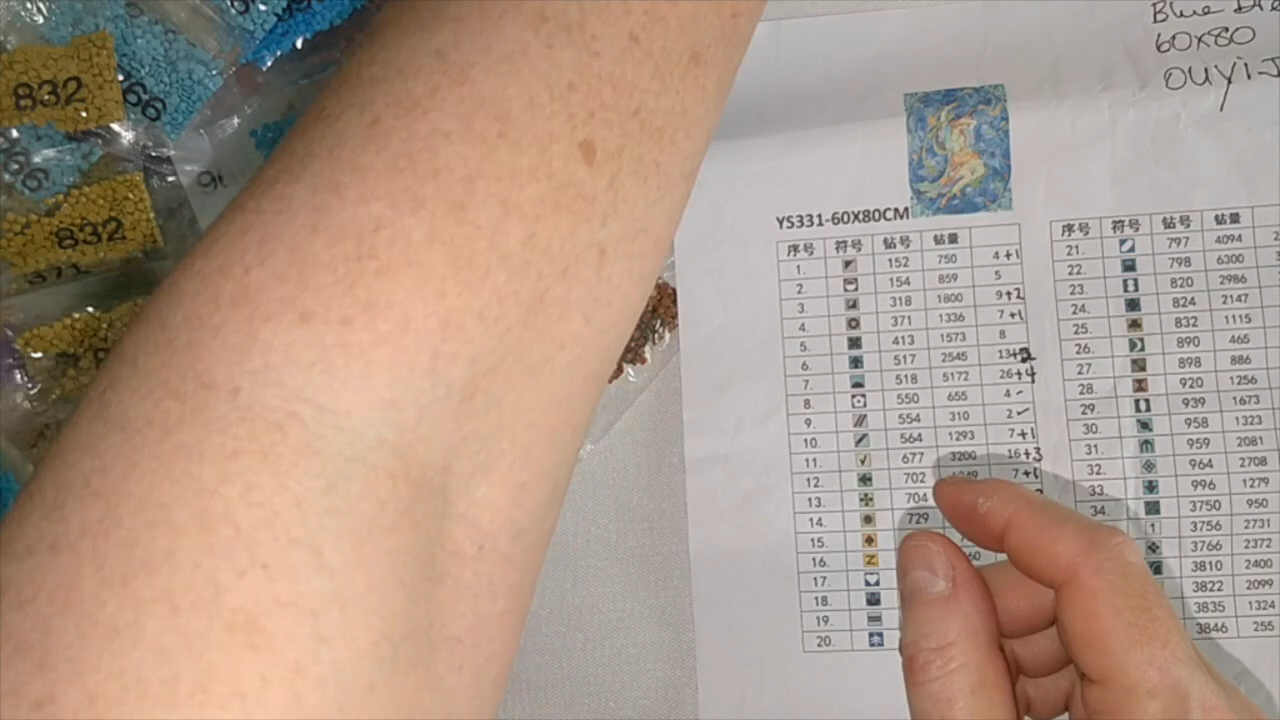 Blue
60x80
OUYi-J
832
66
832
371
YS331-60X80CM
序号 符号 钻号 钻量
1. 152 750 4+1
2. 154 859 5
3. 318 1800 9+2
4. 371 1336 7+1
5. 413 1573 8
6. 517 2545 13+2
7. 518 5172 26+4
8. 550 655 4
9. 554 310 2✓
10. 564 1293 7+1
11. ✓ 677 3200 16+3
12. 702 7+1
13. 704
14. 729
15.
16. Z 60
17.
18.
19.
20.
序号 符号 钻号 钻量
21. 797 4094
22. 798 6300
23. 820 2986
24. 824 2147
25. 832 1115
26. 890 465
27. 898 886
28. 920 1256
29. 939 1673
30. 958 1323
31. 959 2081
32. 964 2708
33. 996 1279
34. 3750 950
1 3756 2731
3766 2372
3810 2400
3822 2099
3835 1324
3846 255